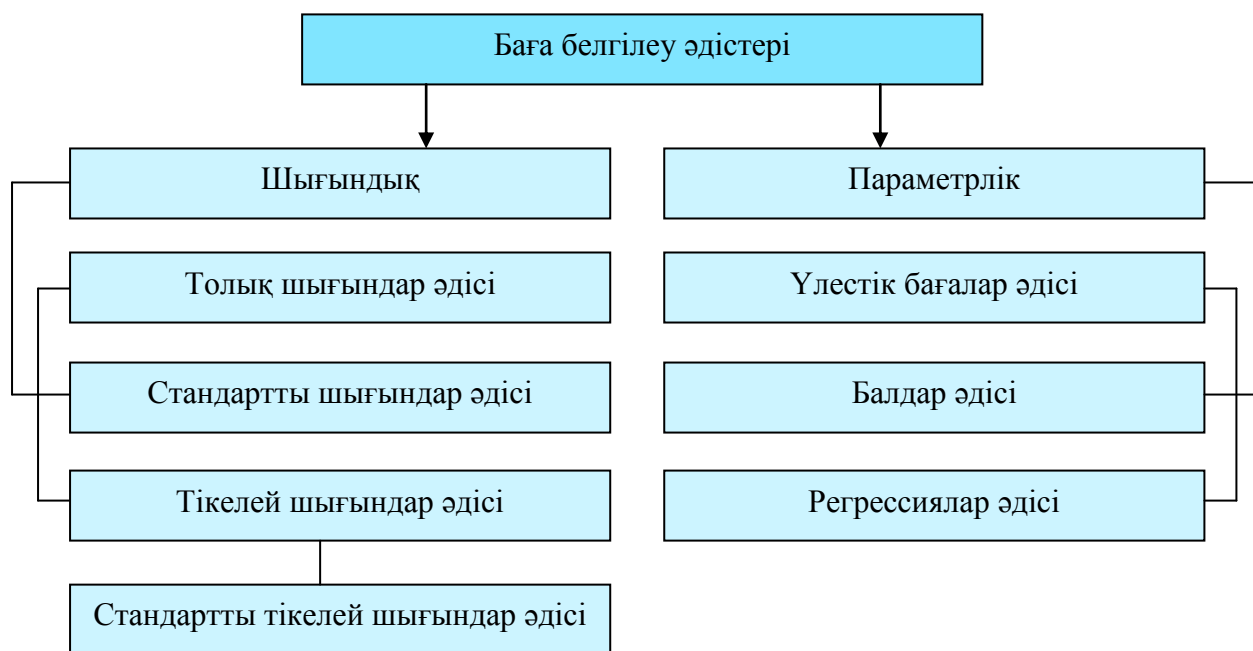 Баға белгілеу әдістері
Шығындық
Толық шығындар әдісі
Стандартты шығындар әдісі
Тікелей шығындар әдісі
Стандартты тікелей шығындар әдісі
Параметрлік
Үлестік бағалар әдісі
Балдар әдісі
Регрессиялар әдісі